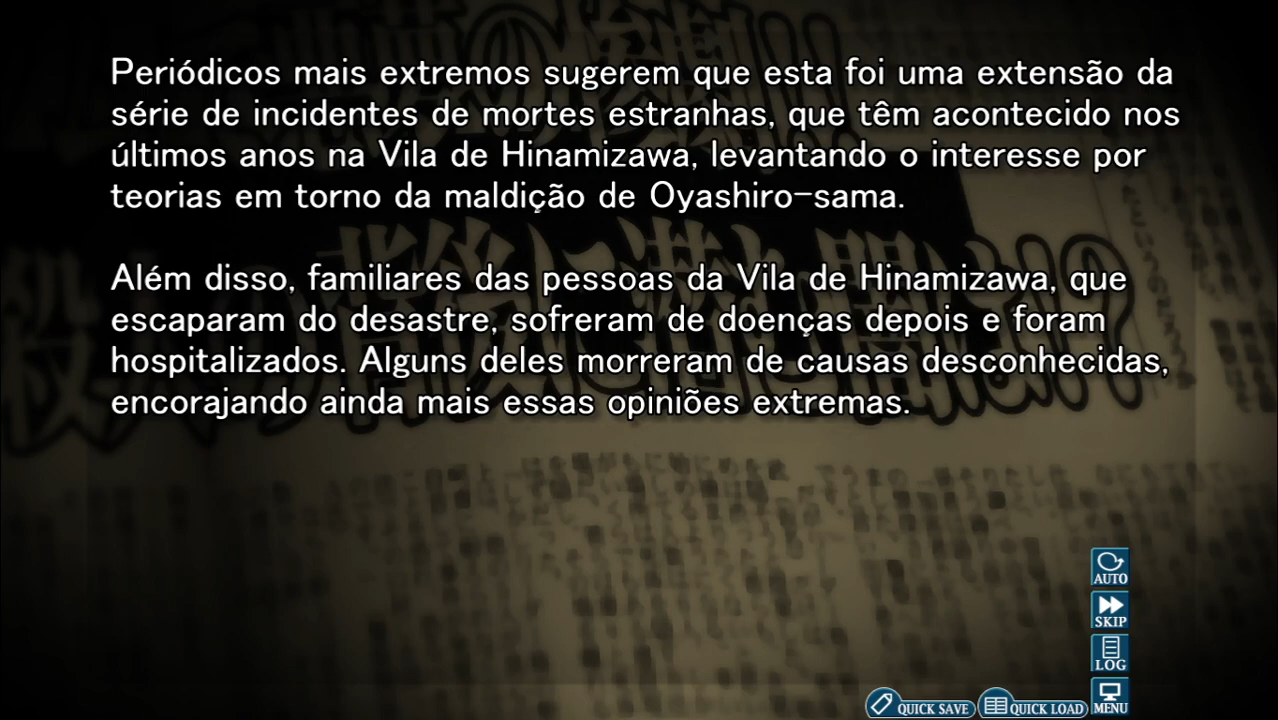 Periódicos mais extremos sugerem que esta foi uma extensão da
série de incidentes de mortes estranhas, que têm acontecido nos
últimos anos na Vila de Hinamizawa, levantando o interesse por
teorias em torno da maldição de Oyashiro-sama.
Além disso, familiares das pessoas da Vila de Hinamizawa, que
escaparam do desastre, sofreram de doenças depois e foram
hospitalizados. Alguns deles morreram de causas desconhecidas,
encorajando ainda mais essas opiniões extremas.
AUTO
SKIP
LOG
QUICK SAVE QUICK LOAD MENU